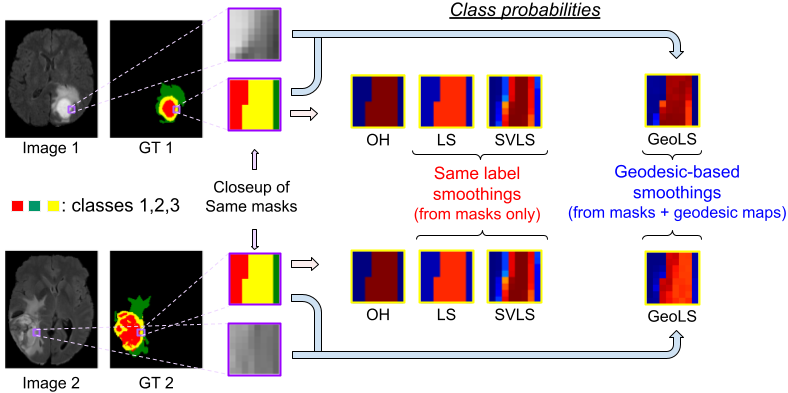 Class probabilities
Image 1
GT 1
OH
LS
SVLS
GeoLS
Closeup of
Same masks
Same label
smoothings
(from masks only)
Geodesic-based
smoothings
(from masks + geodesic maps)
: classes 1,2,3
OH
LS
SVLS
GeoLS
Image 2
GT 2